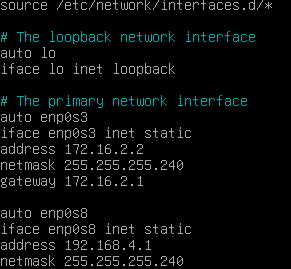 source /etc/network/interfaces.d/*
# The loopback network interface
auto lo
iface lo inet loopback
# The primary network interface
auto enp0s3
iface enp0s3 inet static
address 172.16.2.2
netmask 255.255.255.240
gateway 172.16.2.1
auto enp0s8
iface enp0s8 inet static
address 192.168.4.1
netmask 255.255.255.240